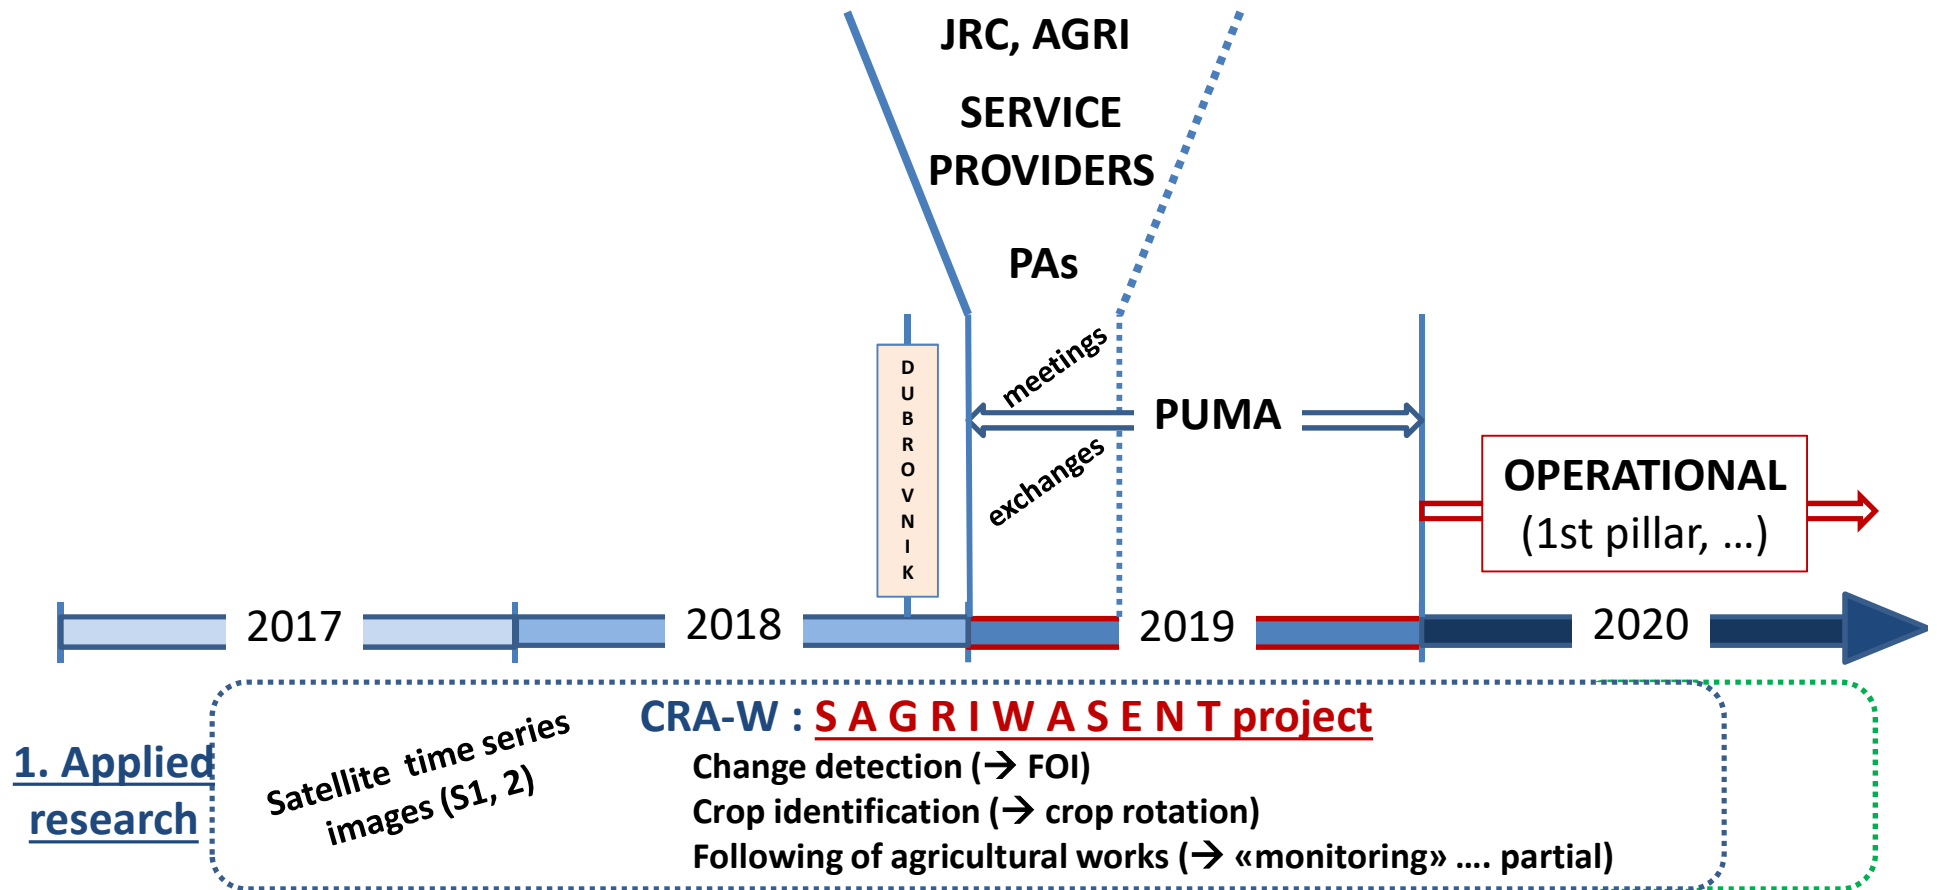 JRC, AGRI
SERVICE
PROVIDERS
PAs
DUBROVNIK
meetings
exchanges
PUMA
OPERATIONAL
(1st pillar, ...)
2017
2018
2019
2020
1. Applied
research
Satellite time series
images (S1, 2)
CRA-W : S A G R I W A S E N T project
Change detection (→ FOI)
Crop identification (→ crop rotation)
Following of agricultural works (→ «monitoring» .... partial)